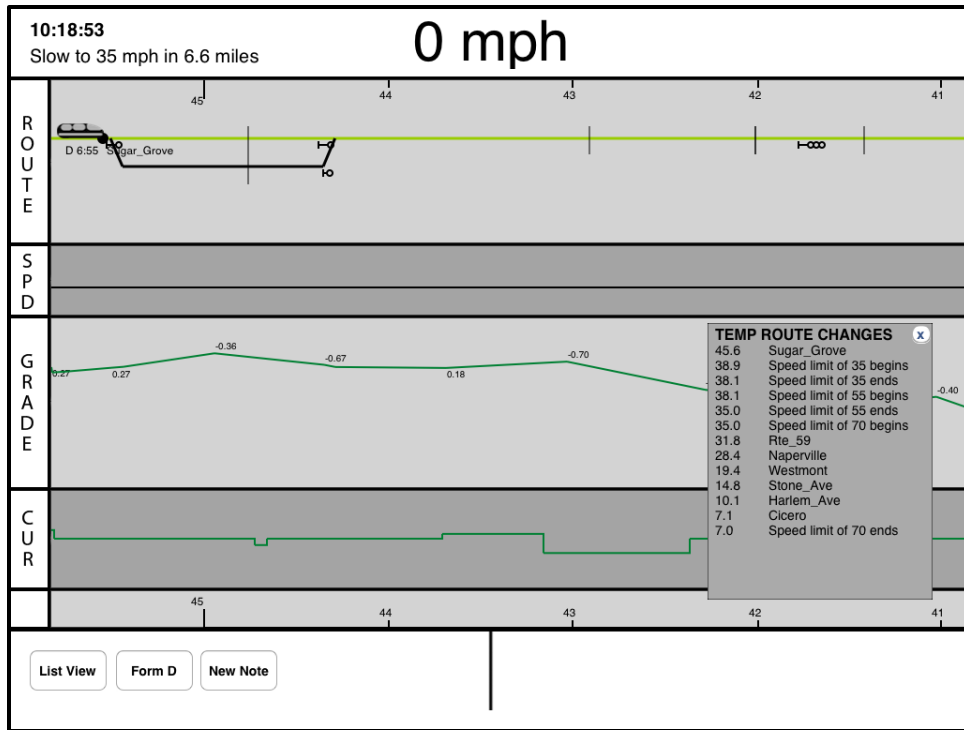 10:18:53
Slow to 35 mph in 6.6 miles
0 mph
ROUTE
45
44
43
42
41
D 6:55
Sugar_Grove
SPD
GRADE
0.27
0.27
-0.36
-0.67
0.18
-0.70
-0.40
TEMP ROUTE CHANGES
x
45.6 Sugar_Grove
38.9 Speed limit of 35 begins
38.1 Speed limit of 35 ends
38.1 Speed limit of 55 begins
35.0 Speed limit of 55 ends
35.0 Speed limit of 70 begins
31.8 Rte_59
28.4 Naperville
19.4 Westmont
14.8 Stone_Ave
10.1 Harlem_Ave
7.1 Cicero
7.0 Speed limit of 70 ends
CUR
45
44
43
42
41
List View
Form D
New Note